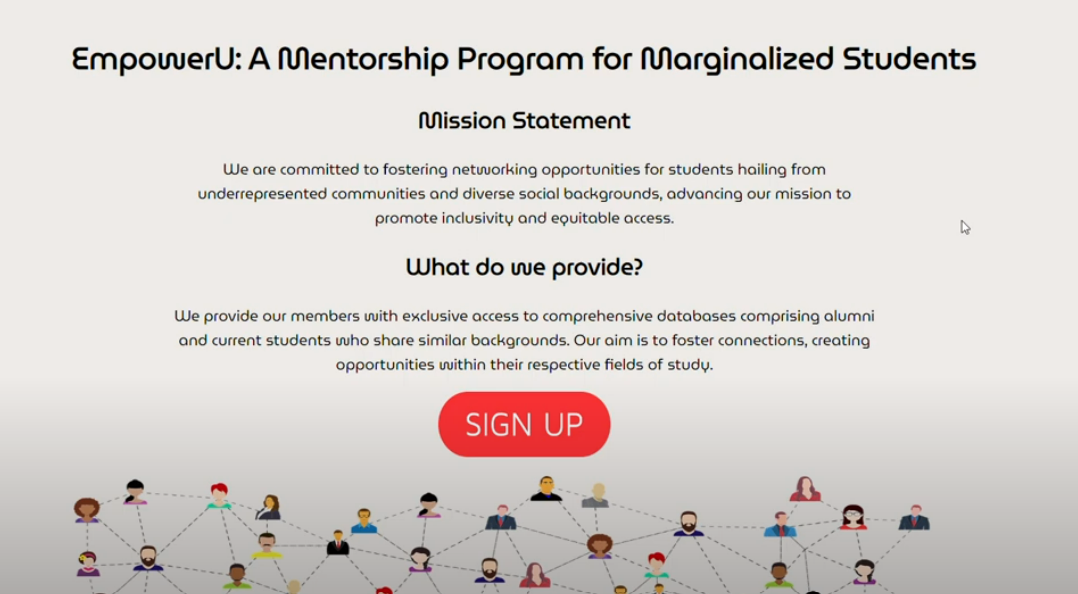 EmpowerU: A Mentorship Program for Marginalized Students
Mission Statement
We are committed to fostering networking opportunities for students hailing from
underrepresented communities and diverse social backgrounds, advancing our mission to
promote inclusivity and equitable access.
What do we provide?
We provide our members with exclusive access to comprehensive databases comprising alumni
and current students who share similar backgrounds. Our aim is to foster connections, creating
opportunities within their respective fields of study.
SIGN UP